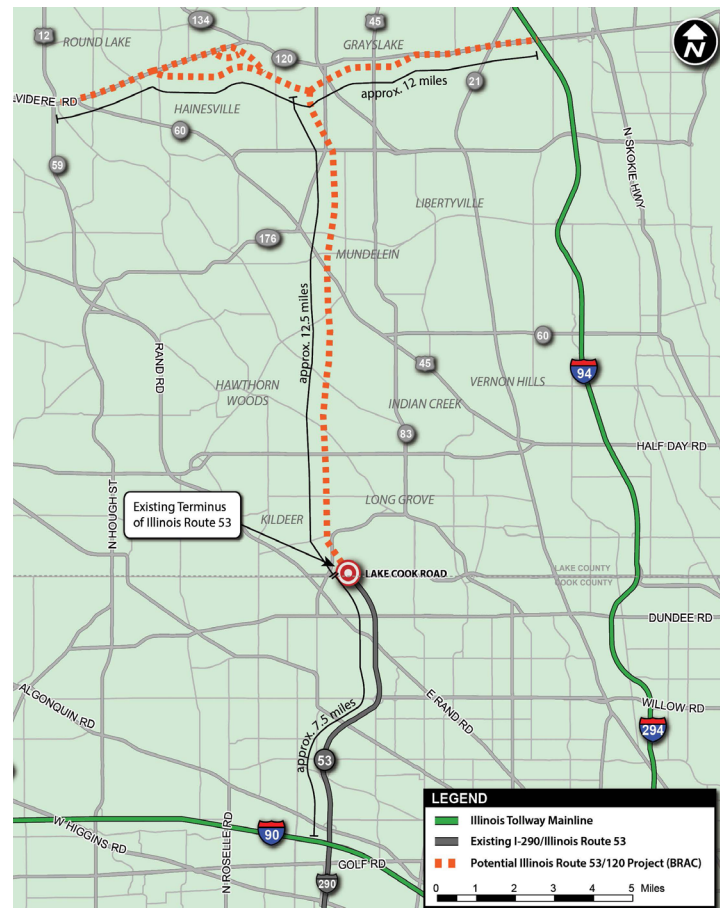 45
134
12
ROUND LAKE
GRAYSLAKE
120
N
approx. 12 miles
21
LVIDERE RD
HAINESVILLE
60
N SKOKIE HWY
59
LIBERTYVILLE
176
MUNDELEIN
approx. 12.5 miles
60
RAND RD
45
94
HAWTHORN
WOODS
VERNON HILLS
INDIAN CREEK
83
HALF DAY RD
N HOUGH ST
LONG GROVE
Existing Terminus
of Illinois Route 53
KILDEER
LAKE COOK ROAD
LAKE COUNTY
COOK COUNTY
DUNDEE RD
ALGONQUIN RD
E RAND RD
WILLOW RD
approx. 7.5 miles
294
53
W HIGGINS RD
N ROSELLE RD
90
GOLF RD
290
LEGEND
Illinois Tollway Mainline
Existing I-290/Illinois Route 53
Potential Illinois Route 53/120 Project (BRAC)
0 1 2 3 4 5 Miles